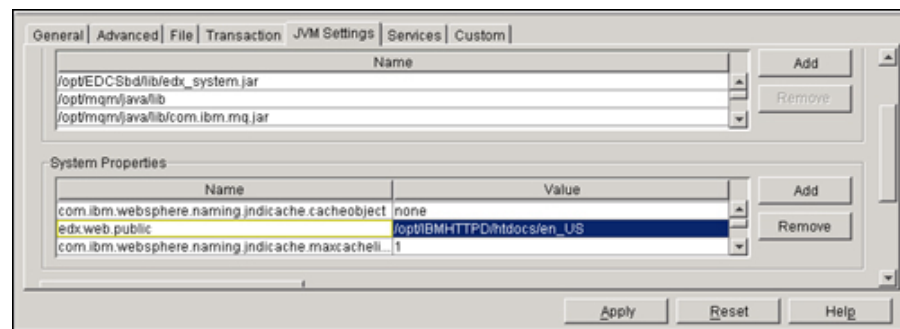 General Advanced File Transaction JVM Settings Services Custom
Name
Add
/opt/EDCSbd/lib/edx_system.jar
Remove
/opt/mqm/java/lib
/opt/mqm/java/lib/com.ibm.mq.jar
System Properties
Name Value
Add
com.ibm.websphere.naming.jndicache.cacheobject none
edx.web.public /opt/IBMHTTPD/htdocs/en_US
Remove
com.ibm.websphere.naming.jndicache.maxcacheli... 1
Apply Reset Help